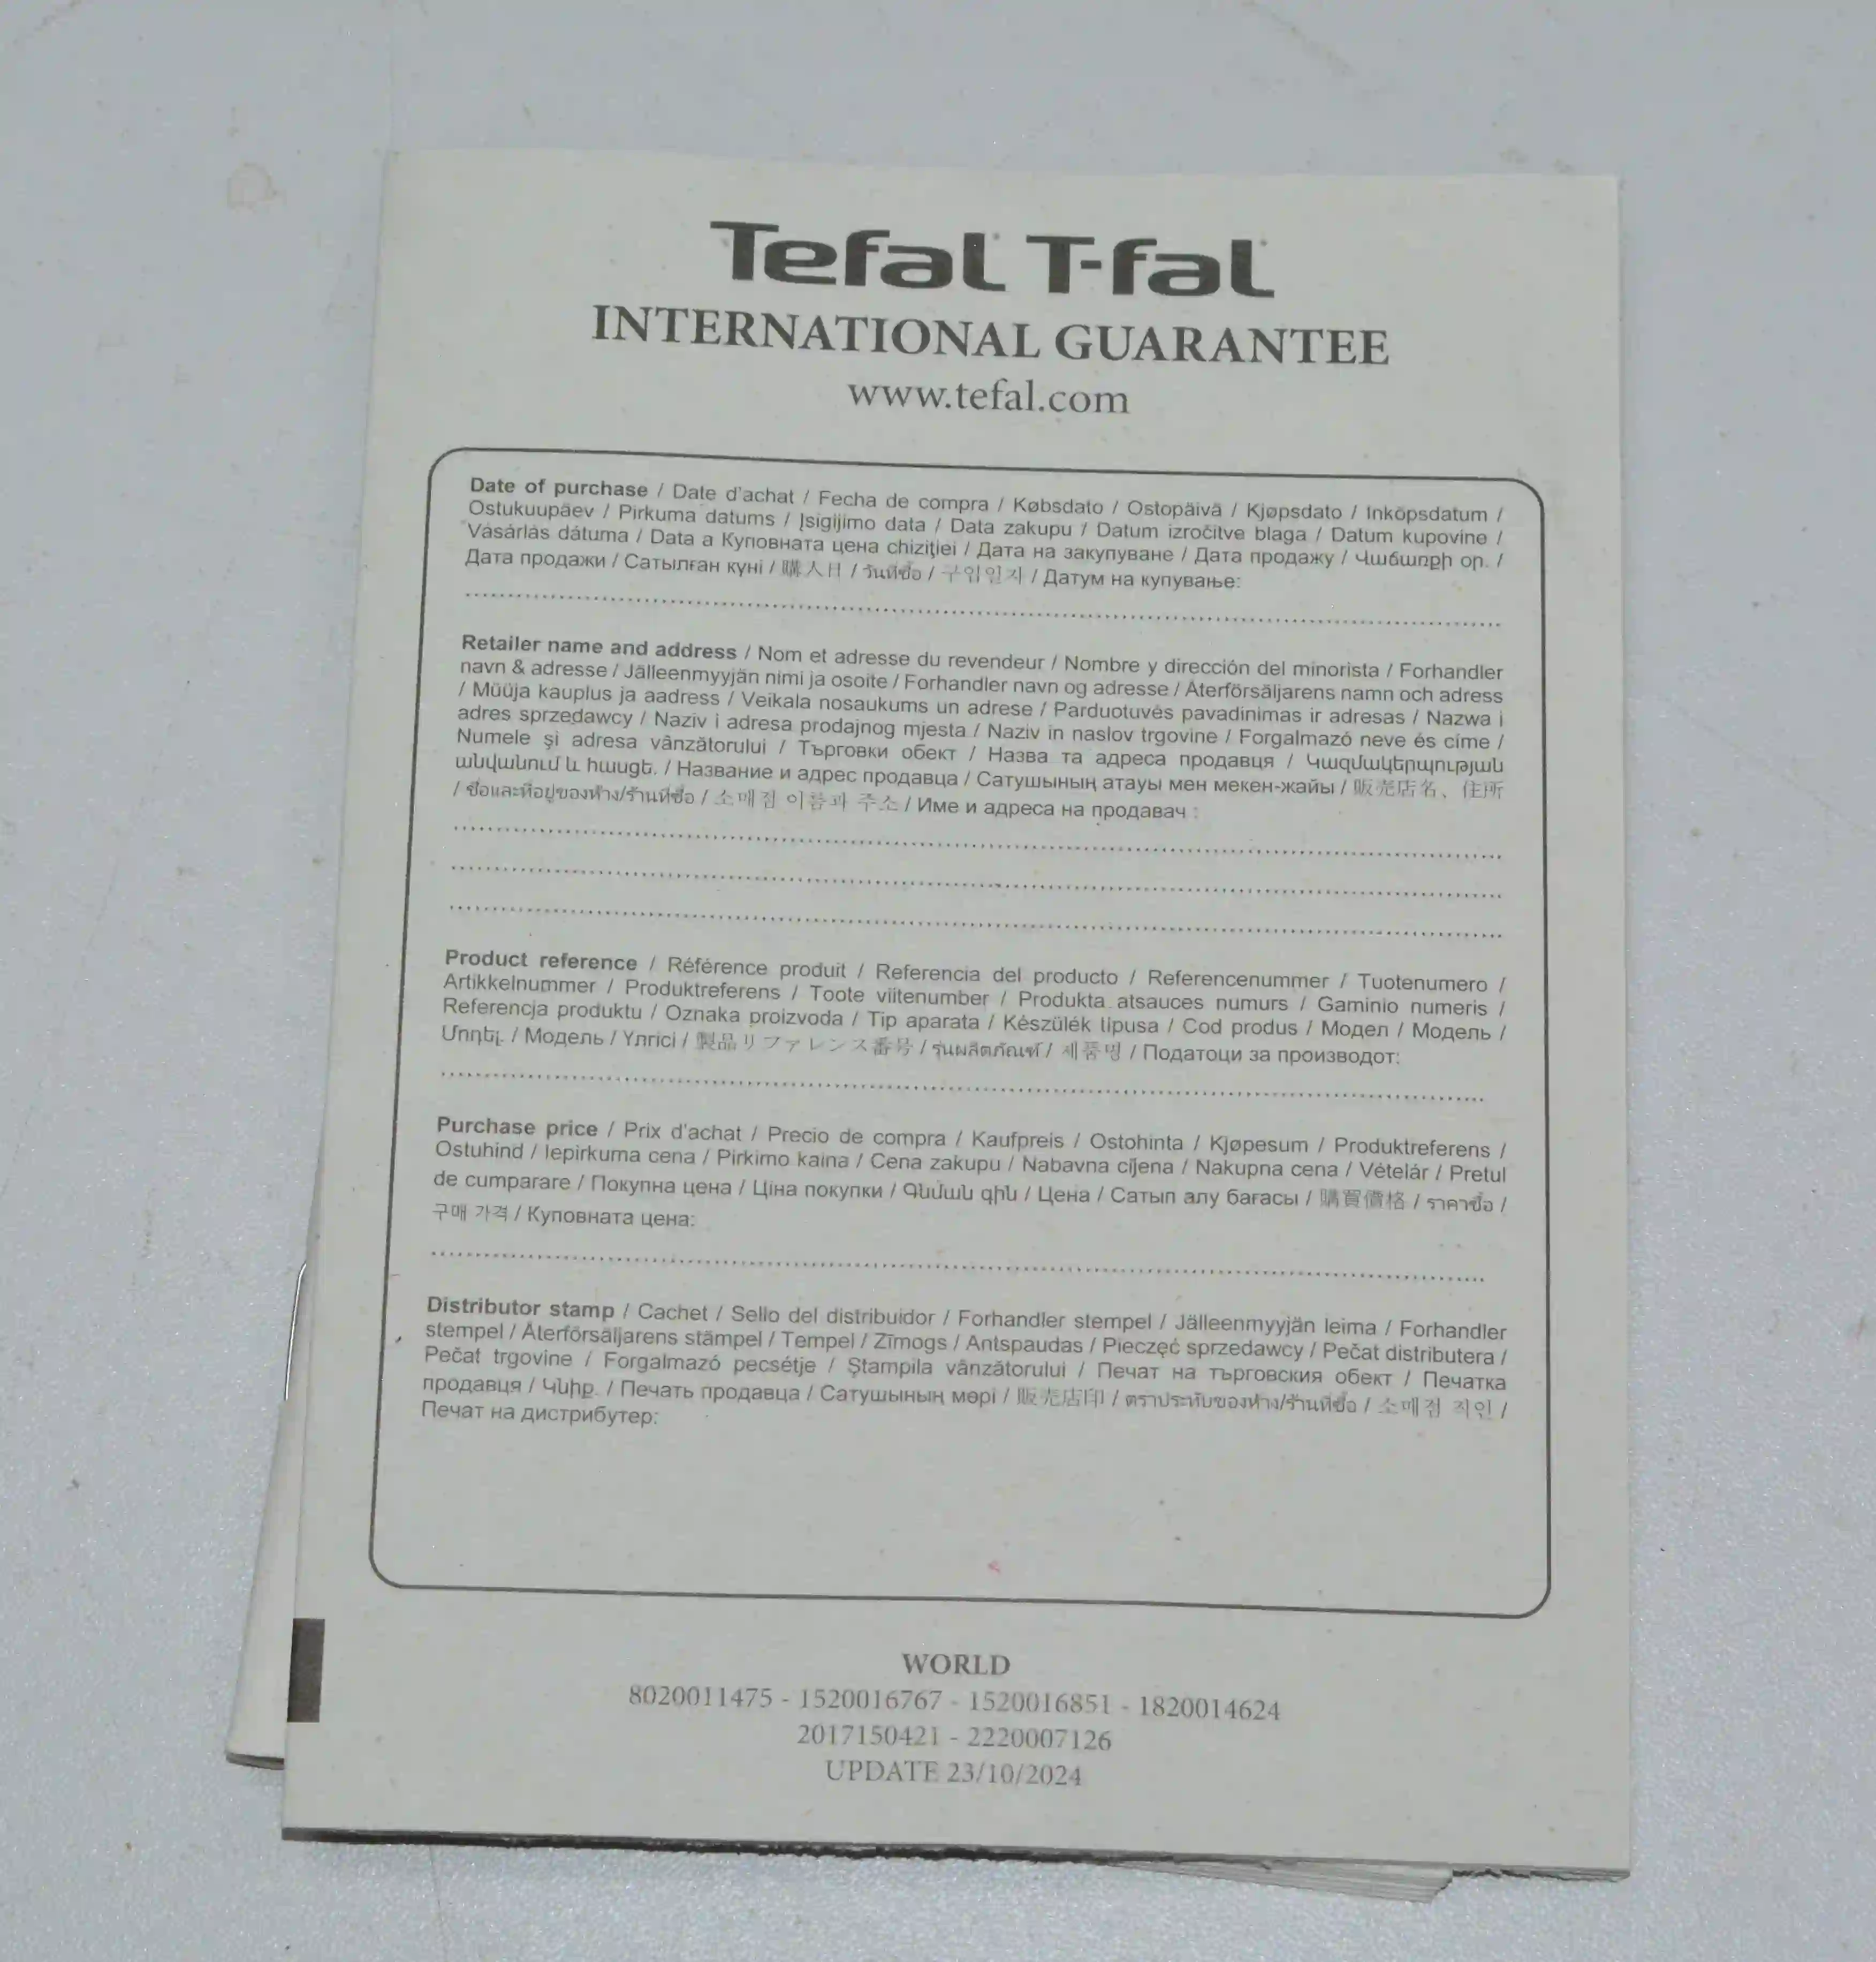 Tefal T-fal
INTERNATIONAL GUARANTEE
www.tefal.com
Date of purchase / Date d'achat / Fecha de compra / Købsdato / Ostopäivä / Kjøpsdato / Inköpsdatum /
Ostukuupäev / Pirkuma datums / Įsigijimo data / Data zakupu / Datum izročitve blaga / Datum kupovine /
Vásárlás dátuma / Data a Куповната цена chiziţiei / Дата на закупуване / Дата продажу / Վաճառքի օր. /
Дата продажи / Сатылған күні / 購入日 / วันที่ซื้อ / 구입일자 / Датум на купување:
Retailer name and address / Nom et adresse du revendeur / Nombre y dirección del minorista / Forhandler
navn & adresse / Jälleenmyyjän nimi ja osoite / Forhandler navn og adresse / Återförsäljarens namn och adress
/ Müüja kauplus ja aadress / Veikala nosaukums un adrese / Parduotuvės pavadinimas ir adresas / Nazwa i
adres sprzedawcy / Naziv i adresa prodajnog mjesta / Naziv in naslov trgovine / Forgalmazó neve és címe /
Numele şi adresa vânzătorului / Търговки обект / Назва та адреса продавця / Կազմակերպության
անվանում և հասցե. / Название и адрес продавца / Сатушының атауы мен мекен-жайы / 販売店名、住所
/ ชื่อและที่อยู่ของห้าง/ร้านที่ซื้อ / 소매점 이름과 주소 / Име и адреса на продавач :
Product reference / Référence produit / Referencia del producto / Referencenummer / Tuotenumero /
Artikkelnummer / Produktreferens / Toote viitenumber / Produkta atsauces numurs / Gaminio numeris /
Referencja produktu / Oznaka proizvoda / Tip aparata / Készülék típusa / Cod produs / Модел / Модель /
Մոդել. / Модель / Үлгісі / 製品リファレンス番号 / รุ่นผลิตภัณฑ์ / 제품명 / Податоци за производот:
Purchase price / Prix d'achat / Precio de compra / Kaufpreis / Ostohinta / Kjøpesum / Produktreferens /
Ostuhind / Iepirkuma cena / Pirkimo kaina / Cena zakupu / Nabavna cijena / Nakupna cena / Vételár / Pretul
de cumparare / Покупна цена / Ціна покупки / Գնման գին / Цена / Сатып алу бағасы / 購買價格 / ราคาซื้อ /
구매 가격 / Куповната цена:
Distributor stamp / Cachet / Sello del distribuidor / Forhandler stempel / Jälleenmyyjän leima / Forhandler
stempel / Återförsäljarens stämpel / Tempel / Zīmogs / Antspaudas / Pieczęć sprzedawcy / Pečat distributera /
Pečat trgovine / Forgalmazó pecsétje / Ştampila vânzătorului / Печат на търговския обект / Печатка
продавця / Կնիք. / Печать продавца / Сатушының мөрі / 販売店印 / ตราประทับของห้าง/ร้านที่ซื้อ / 소매점 직인 /
Печат на дистрибутер:
WORLD
8020011475 - 1520016767 - 1520016851 - 1820014624
2017150421 - 2220007126
UPDATE 23/10/2024